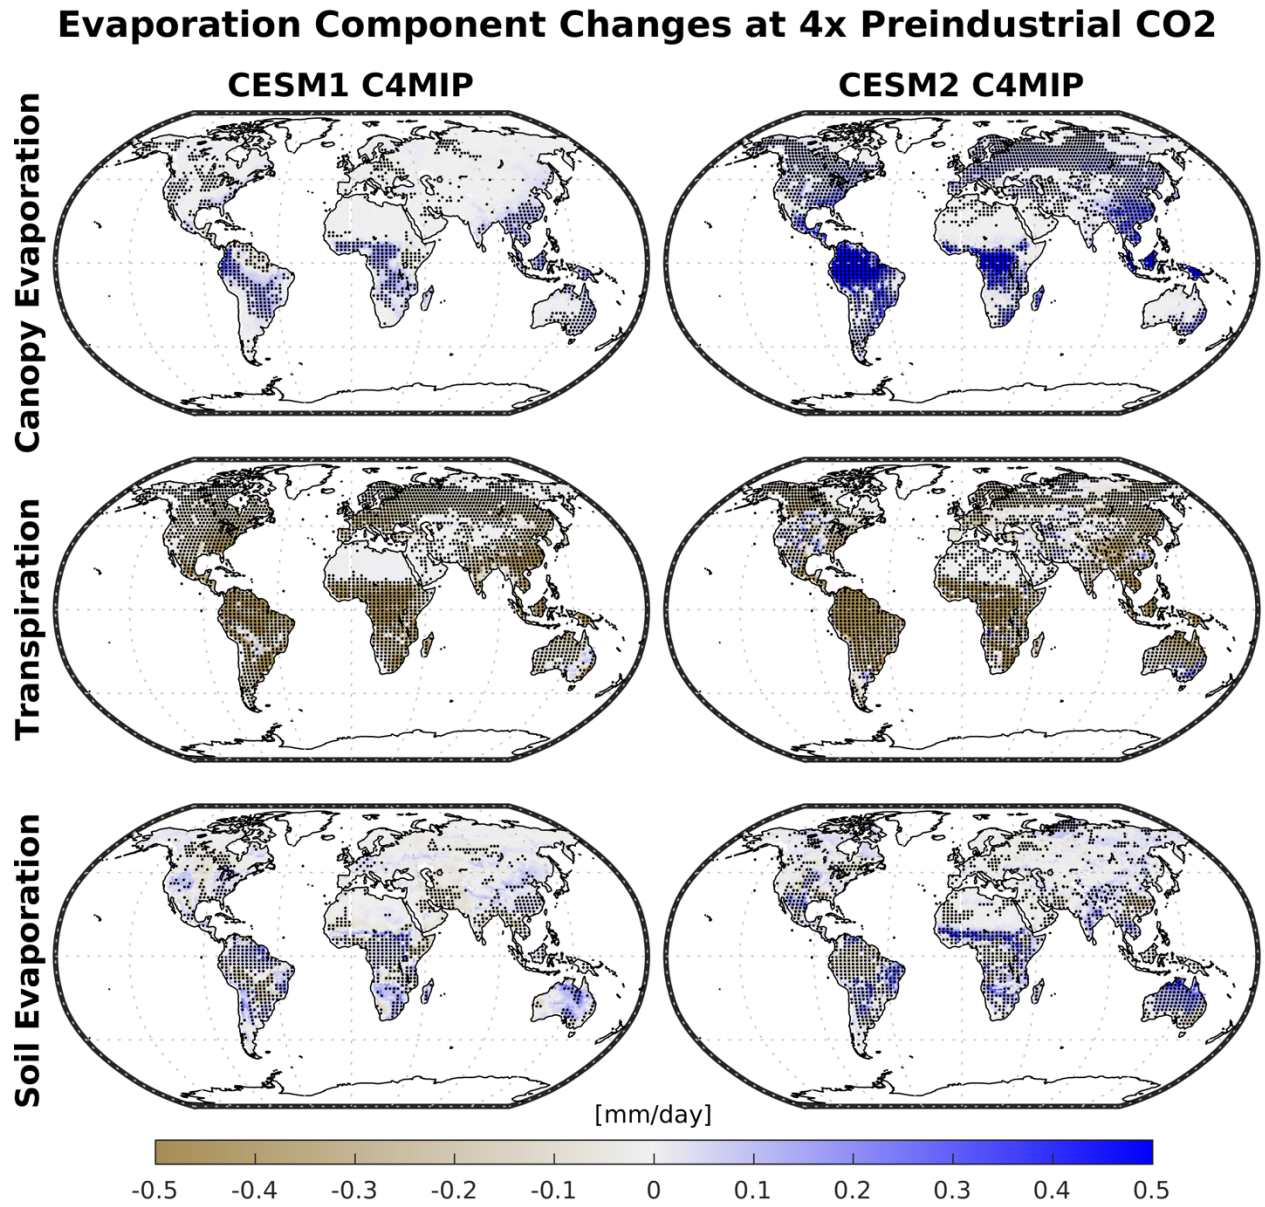 Evaporation Component Changes at 4x Preindustrial CO2
CESM1 C4MIP
CESM2 C4MIP
Canopy Evaporation
Transpiration
Soil Evaporation
[mm/day]
-0.5 -0.4 -0.3 -0.2 -0.1 0 0.1 0.2 0.3 0.4 0.5